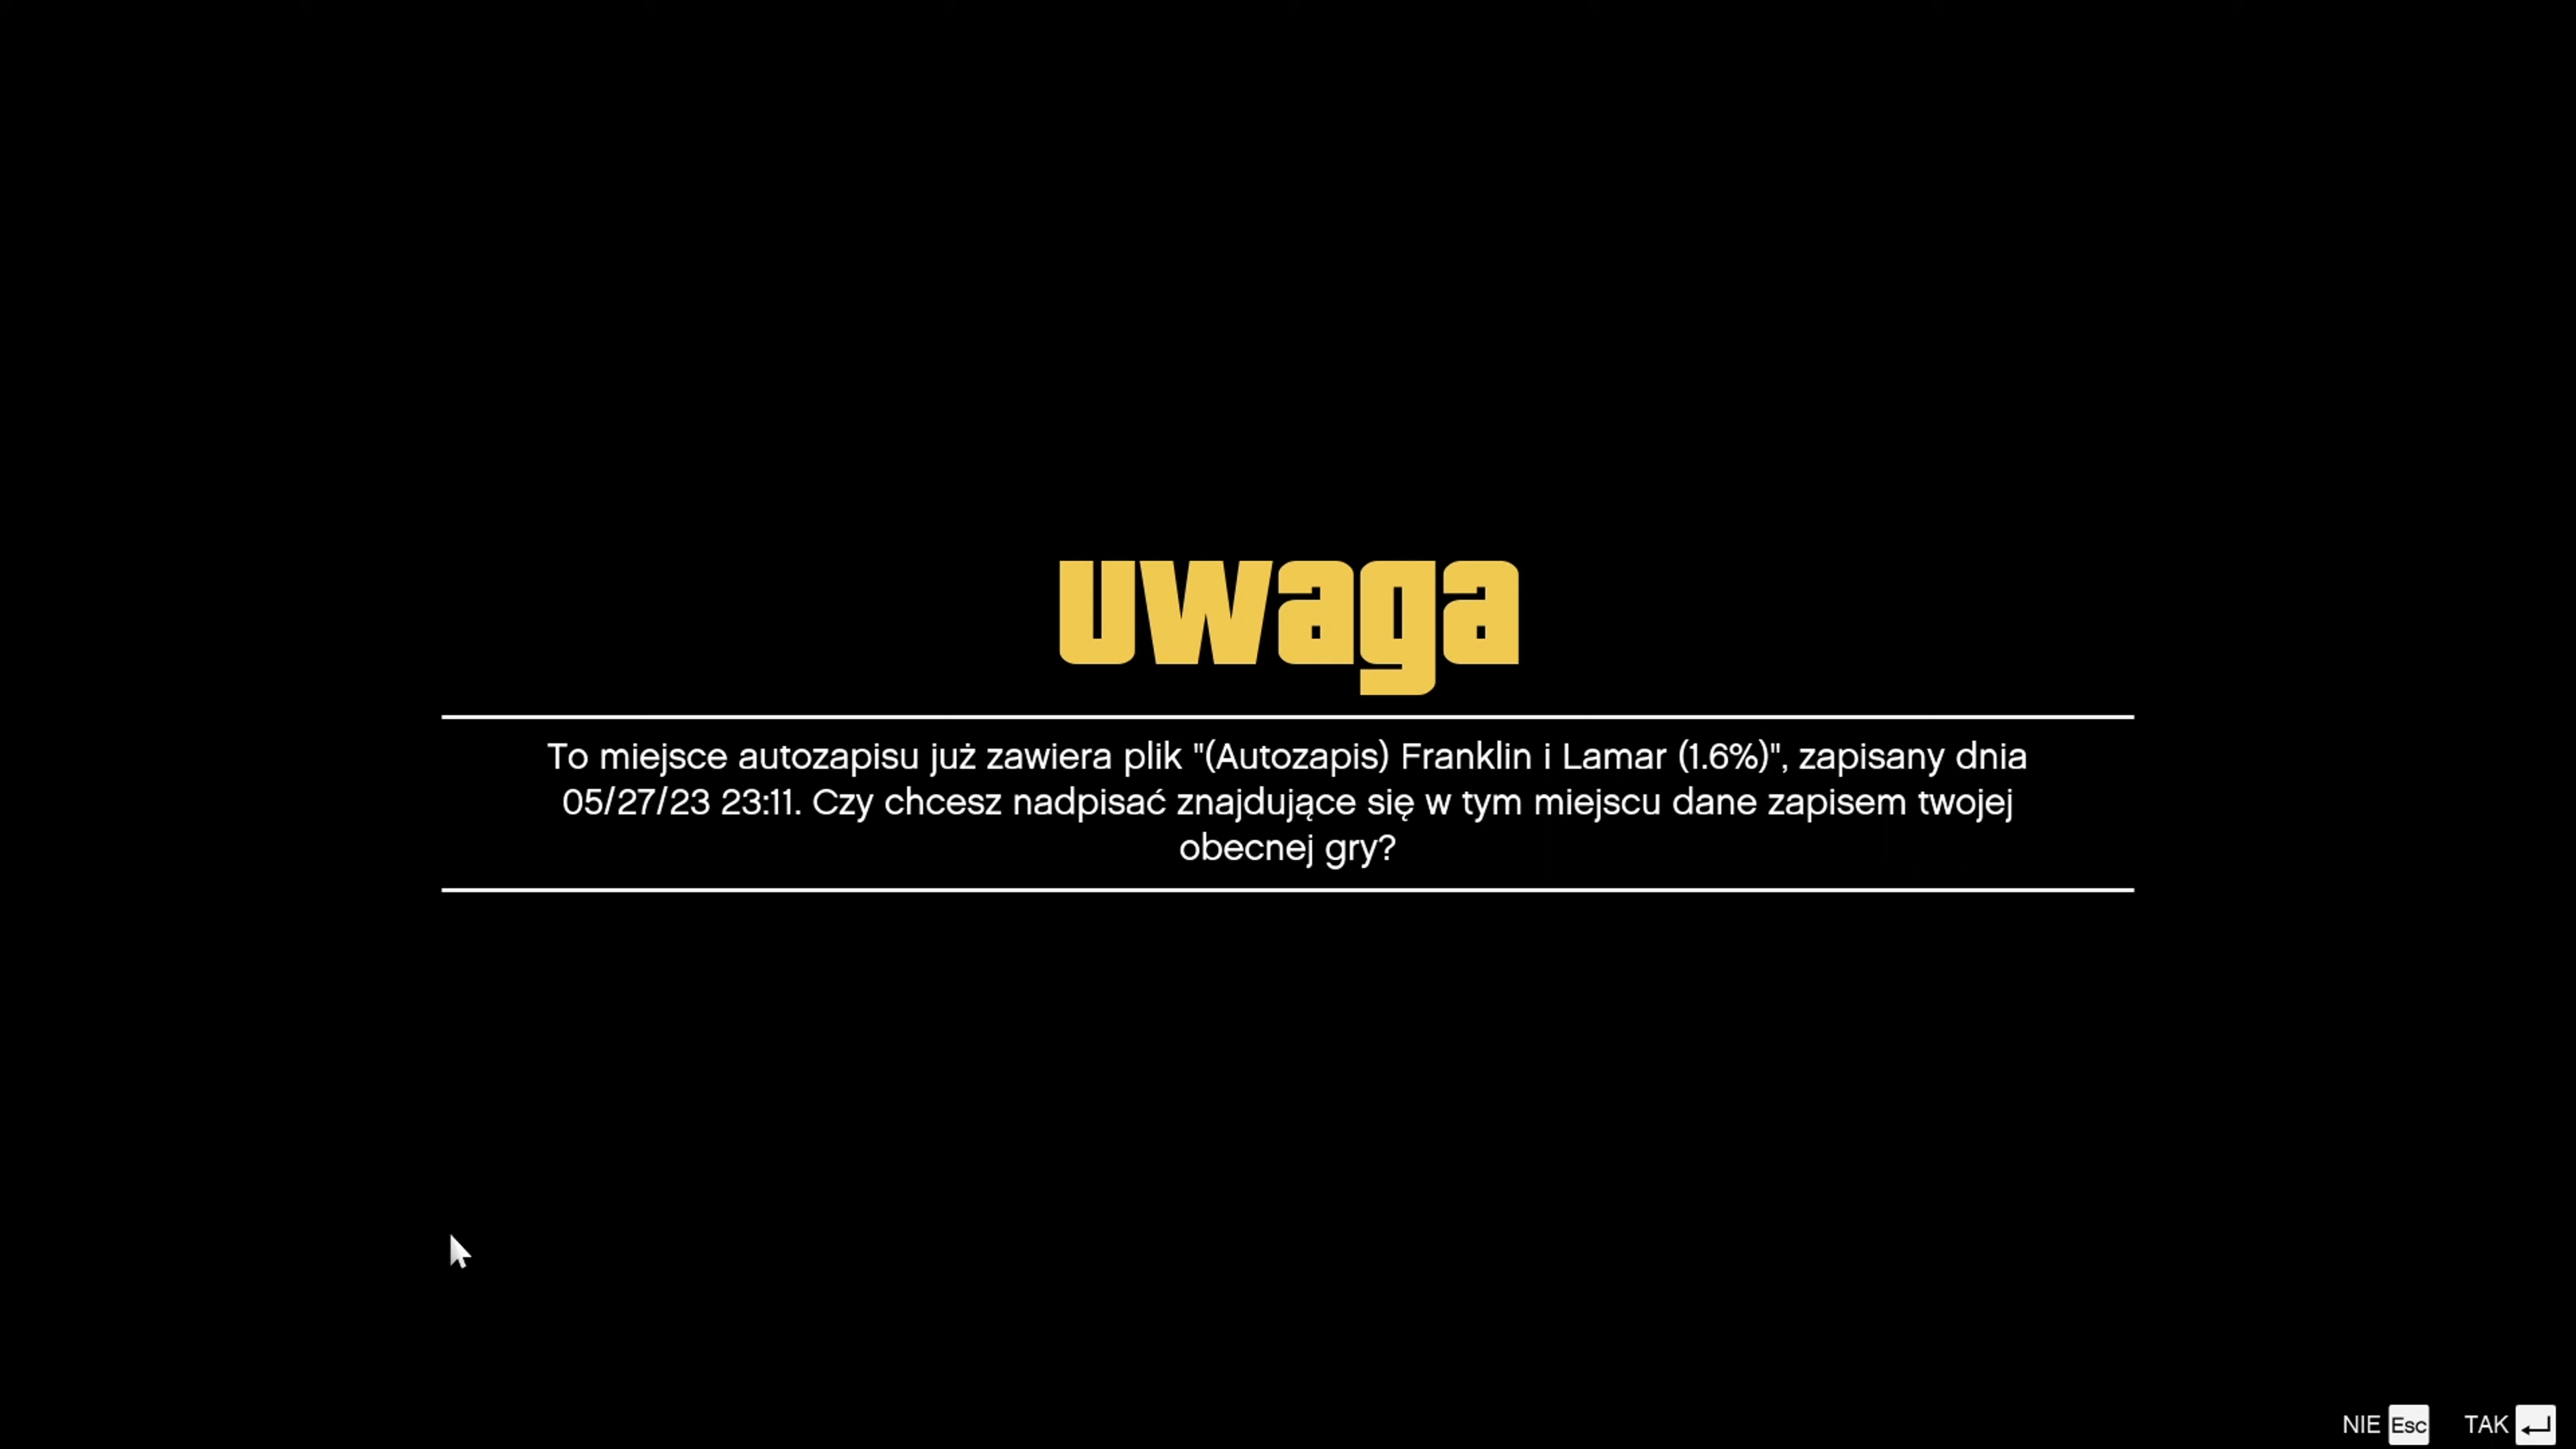 uwaga
To miejsce autozapisu już zawiera plik "(Autozapis) Franklin i Lamar (1.6%)", zapisany dnia
05/27/23 23:11. Czy chcesz nadpisać znajdujące się w tym miejscu dane zapisem twojej
obecnej gry?
NIE Esc TAK